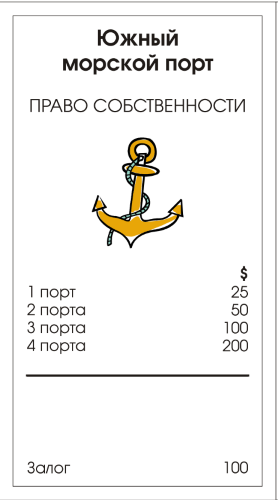 Южный
морской порт
ПРАВО СОБСТВЕННОСТИ
$
1 порт 25
2 порта 50
3 порта 100
4 порта 200
Залог 100